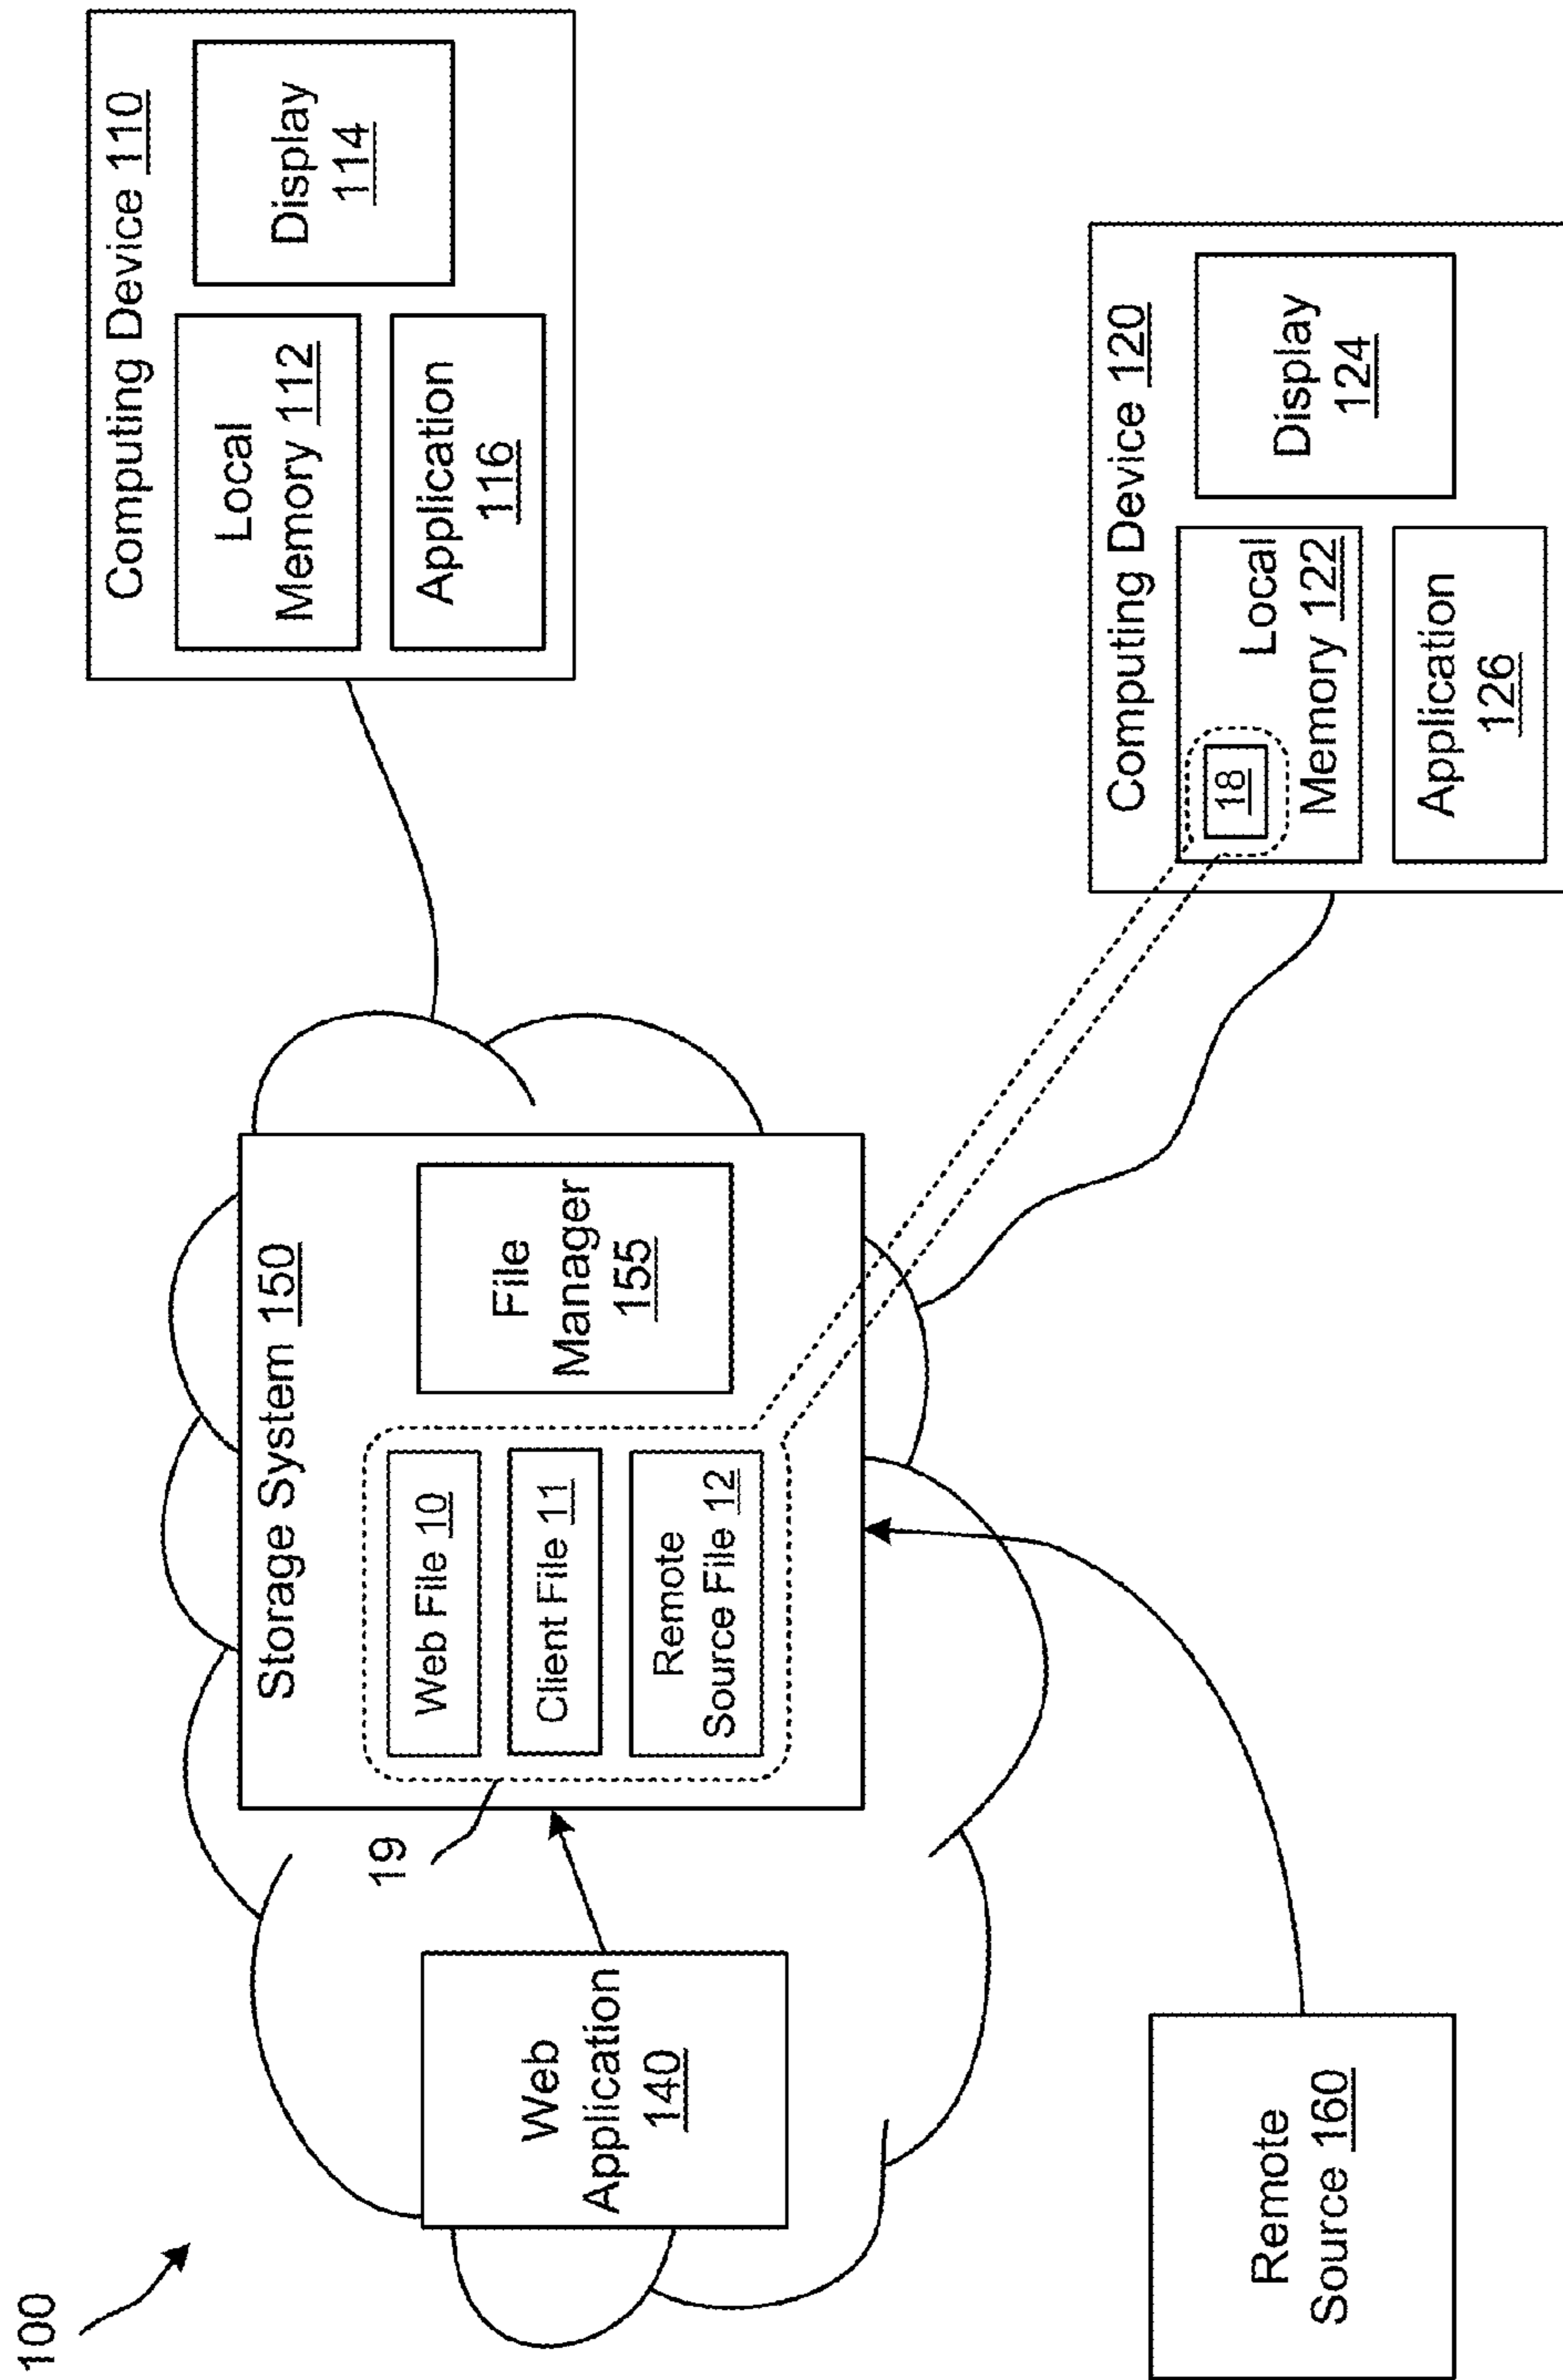 100
Web
Application
140
Remote
Source 160
19
Storage System 150
Web File 10
Client File 11
Remote
Source File 12
File
Manager
155
Computing Device 110
Local
Memory 112
Application
116
Display
114
Computing Device 120
18
Local
Memory 122
Application
126
Display
124